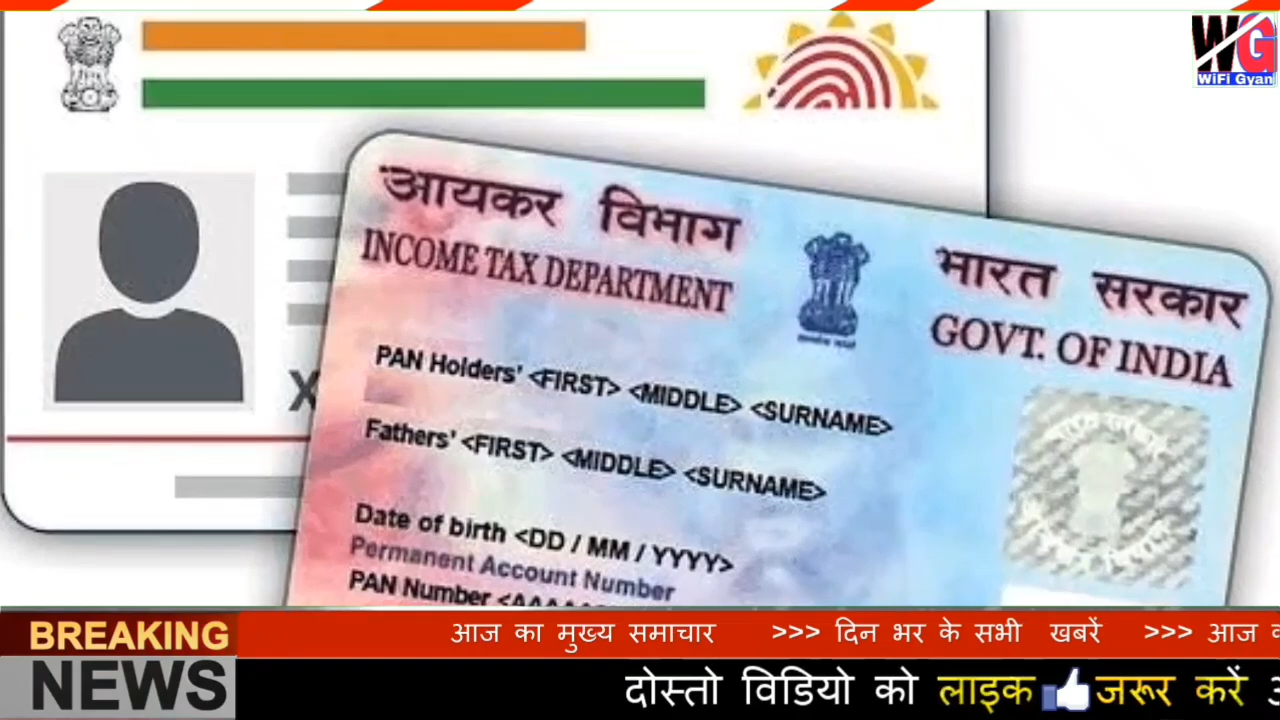 WG
WiFi Gyan
आयकर विभाग
INCOME TAX DEPARTMENT
भारत सरकार
GOVT. OF INDIA
PAN Holders' <FIRST> <MIDDLE> <SURNAME>
Fathers' <FIRST> <MIDDLE> <SURNAME>
Date of birth <DD / MM / YYYY>
Permanent Account Number
PAN Number
X
BREAKING
NEWS
आज का मुख्य समाचार >>> दिन भर के सभी खबरें >>> आज
दोस्तो विडियो को लाइक जरूर करें